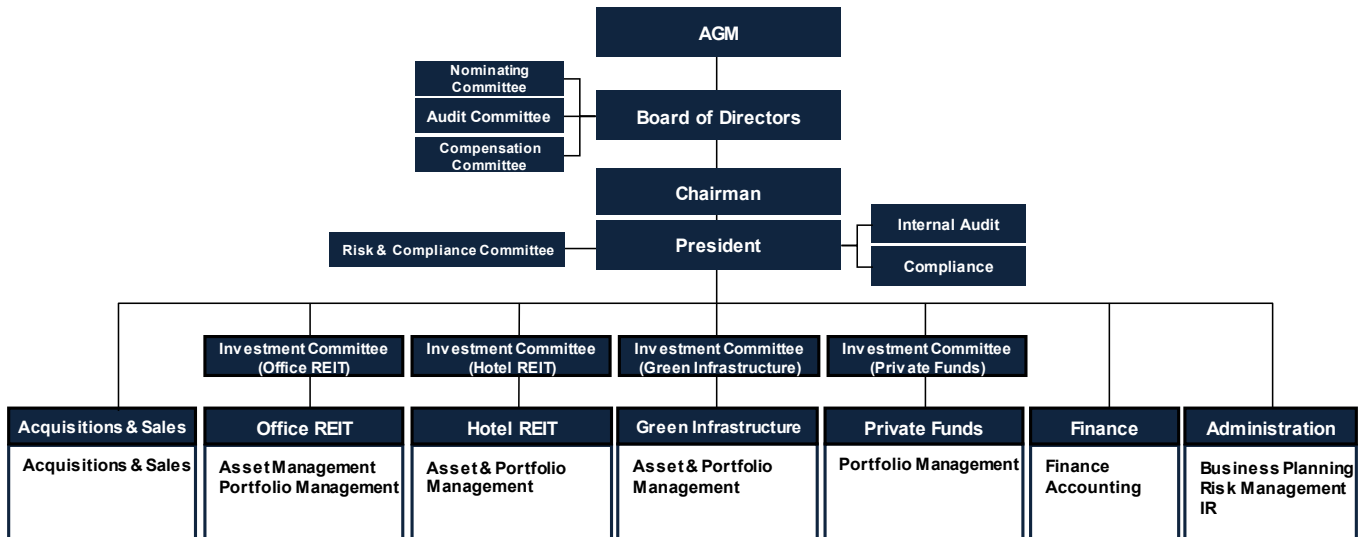 AGM
Nominating
Committee
Audit Committee
Compensation
Committee
Board of Directors
Chairman
President
Risk & Compliance Committee
Internal Audit
Compliance
Investment Committee
(Office REIT)
Investment Committee
(Hotel REIT)
Investment Committee
(Green Infrastructure)
Investment Committee
(Private Funds)
Acquisitions & Sales
Acquisitions & Sales
Office REIT
Asset Management
Portfolio Management
Hotel REIT
Asset & Portfolio
Management
Green Infrastructure
Asset & Portfolio
Management
Private Funds
Portfolio Management
Finance
Finance
Accounting
Administration
Business Planning
Risk Management
IR